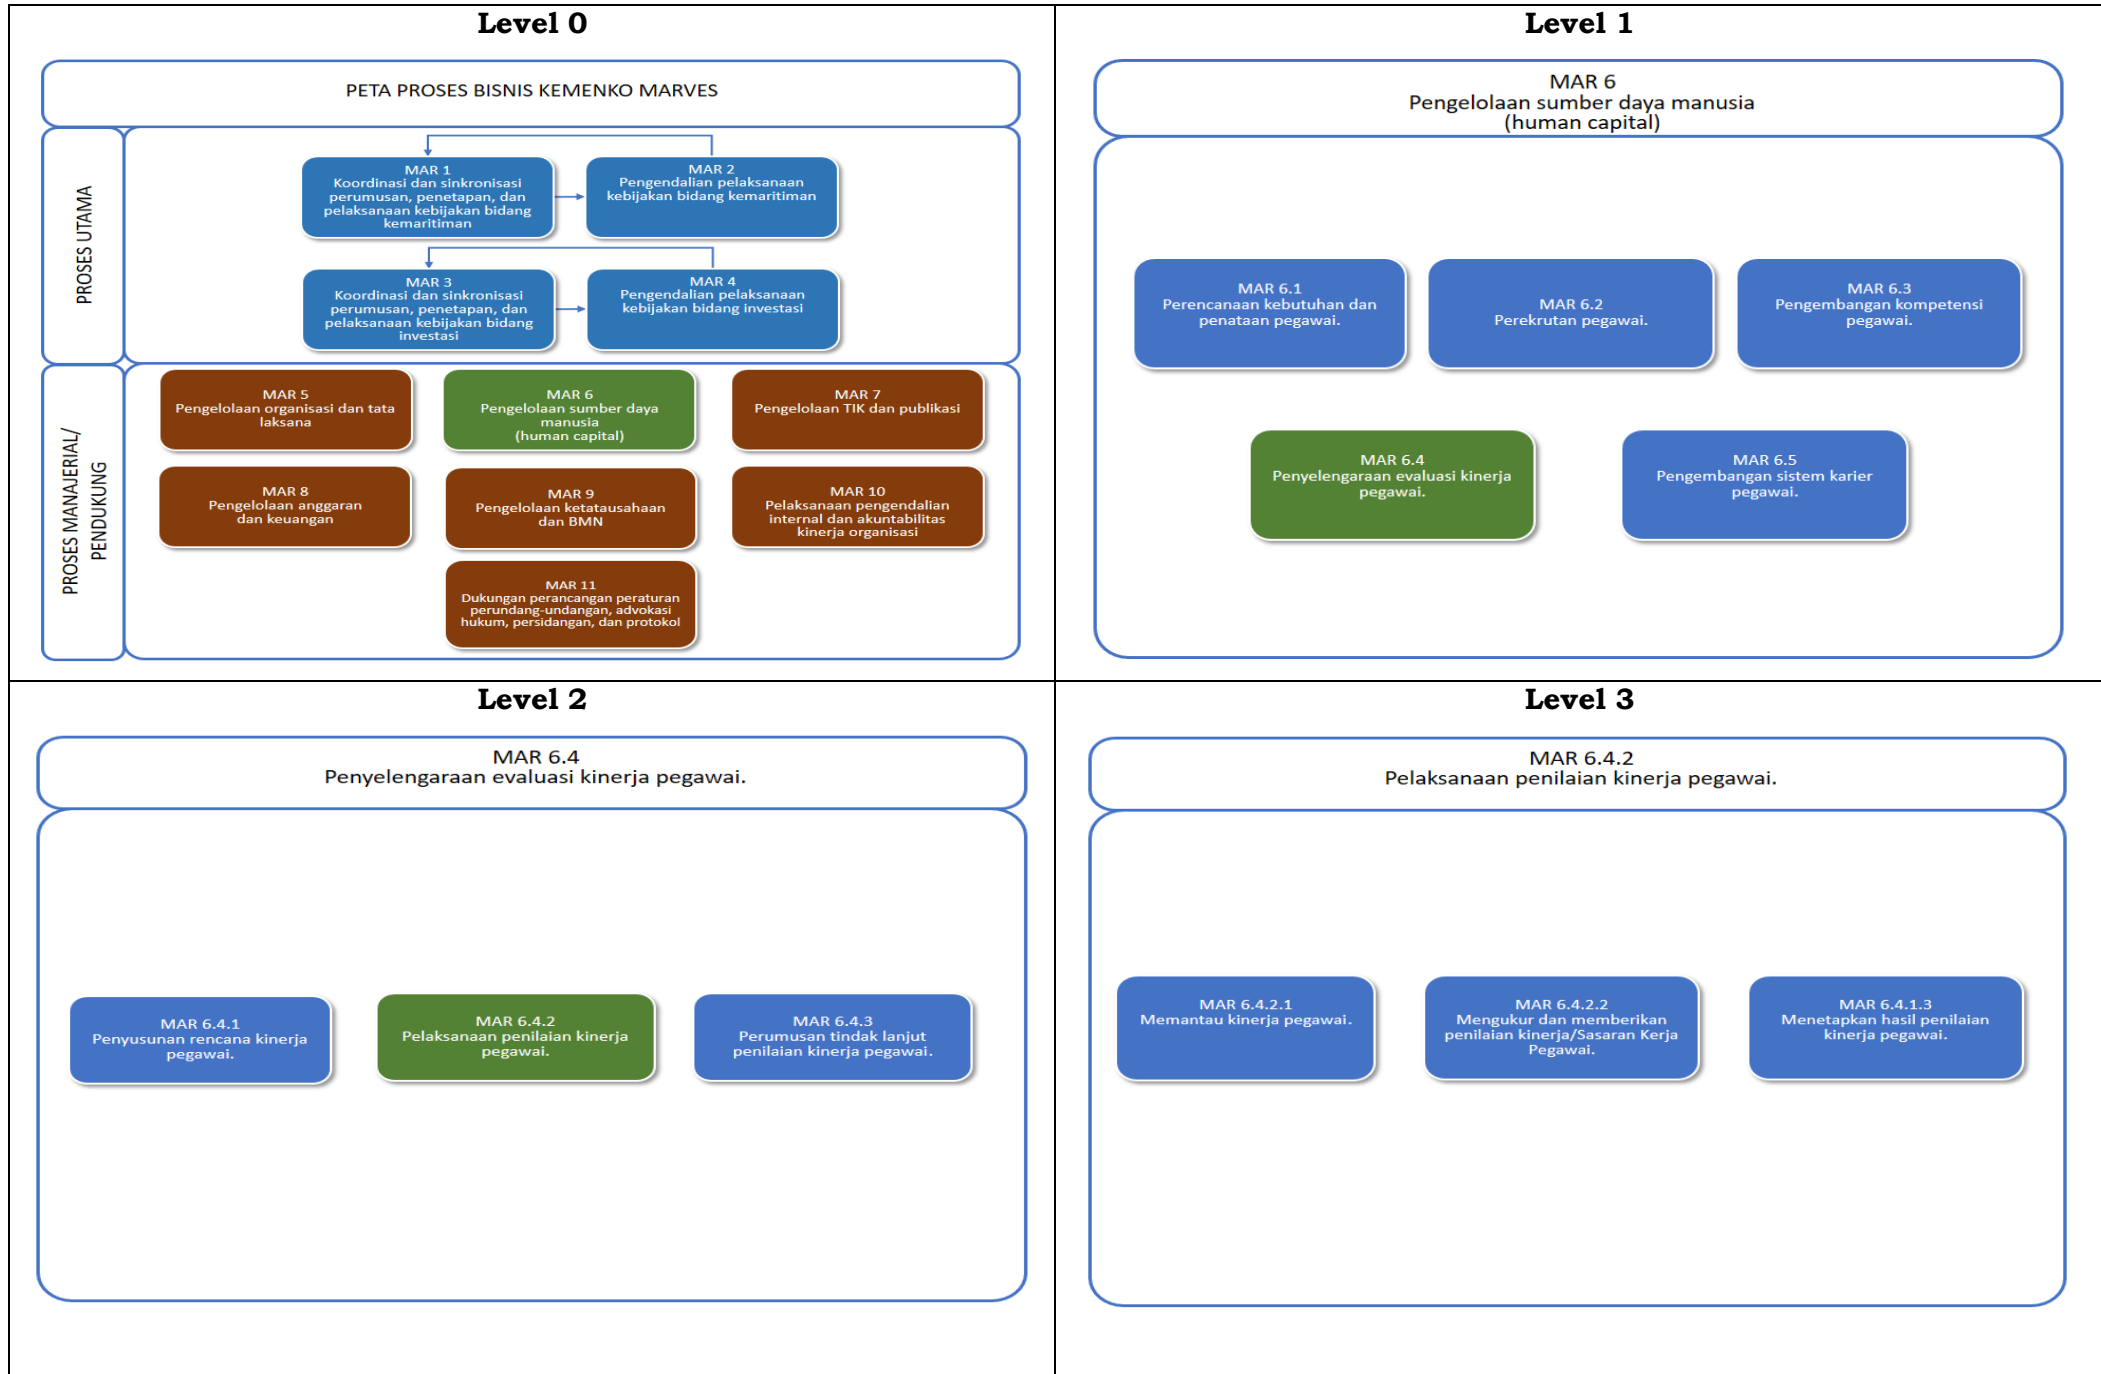 Level 0
PETA PROSES BISNIS KEMENKO MARVES
PROSES UTAMA
MAR 1
Koordinasi dan sinkronisasi
perumusan, penetapan, dan
pelaksanaan kebijakan bidang
kemaritiman
MAR 2
Pengendalian pelaksanaan
kebijakan bidang kemaritiman
MAR 3
Koordinasi dan sinkronisasi
perumusan, penetapan, dan
pelaksanaan kebijakan bidang
investasi
MAR 4
Pengendalian pelaksanaan
kebijakan bidang investasi
PROSES MANAJERIAL/
PENDUKUNG
MAR 5
Pengelolaan organisasi dan tata
laksana
MAR 6
Pengelolaan sumber daya
manusia
(human capital)
MAR 7
Pengelolaan TIK dan publikasi
MAR 8
Pengelolaan anggaran
dan keuangan
MAR 9
Pengelolaan ketatausahaan
dan BMN
MAR 10
Pelaksanaan pengendalian
internal dan akuntabilitas
kinerja organisasi
MAR 11
Dukungan perancangan peraturan
perundang-undangan, advokasi
hukum, persidangan, dan protokol
Level 1
MAR 6
Pengelolaan sumber daya manusia
(human capital)
MAR 6.1
Perencanaan kebutuhan dan
penataan pegawai.
MAR 6.2
Perekrutan pegawai.
MAR 6.3
Pengembangan kompetensi
pegawai.
MAR 6.4
Penyelengaraan evaluasi kinerja
pegawai.
MAR 6.5
Pengembangan sistem karier
pegawai.
Level 2
MAR 6.4
Penyelengaraan evaluasi kinerja pegawai.
MAR 6.4.1
Penyusunan rencana kinerja
pegawai.
MAR 6.4.2
Pelaksanaan penilaian kinerja
pegawai.
MAR 6.4.3
Perumusan tindak lanjut
penilaian kinerja pegawai.
Level 3
MAR 6.4.2
Pelaksanaan penilaian kinerja pegawai.
MAR 6.4.2.1
Memantau kinerja pegawai.
MAR 6.4.2.2
Mengukur dan memberikan
penilaian kinerja/Sasaran Kerja
Pegawai.
MAR 6.4.1.3
Menetapkan hasil penilaian
kinerja pegawai.